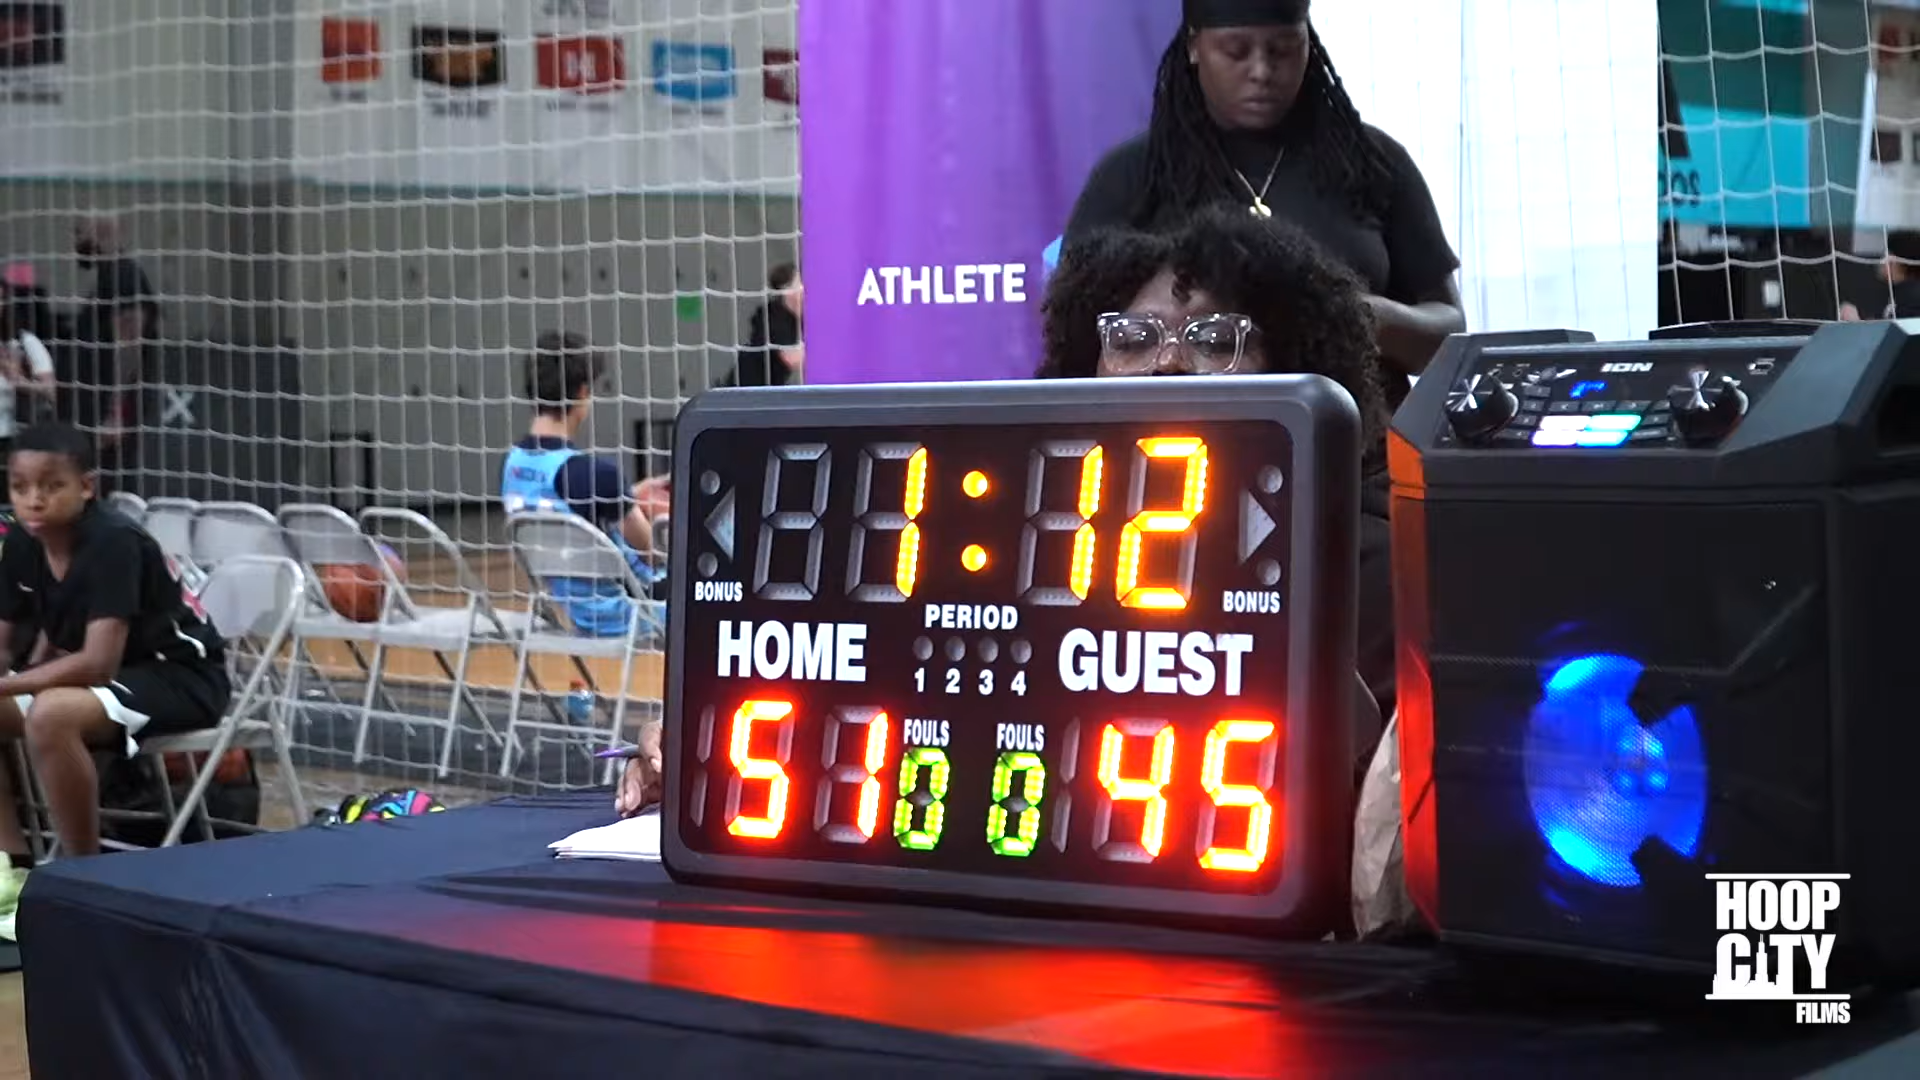 ATHLETE
ION
1:12
BONUS
BONUS
PERIOD
HOME
GUEST
1 2 3 4
FOULS
FOULS
51
0
0
45
HOOP
CITY
FILMS